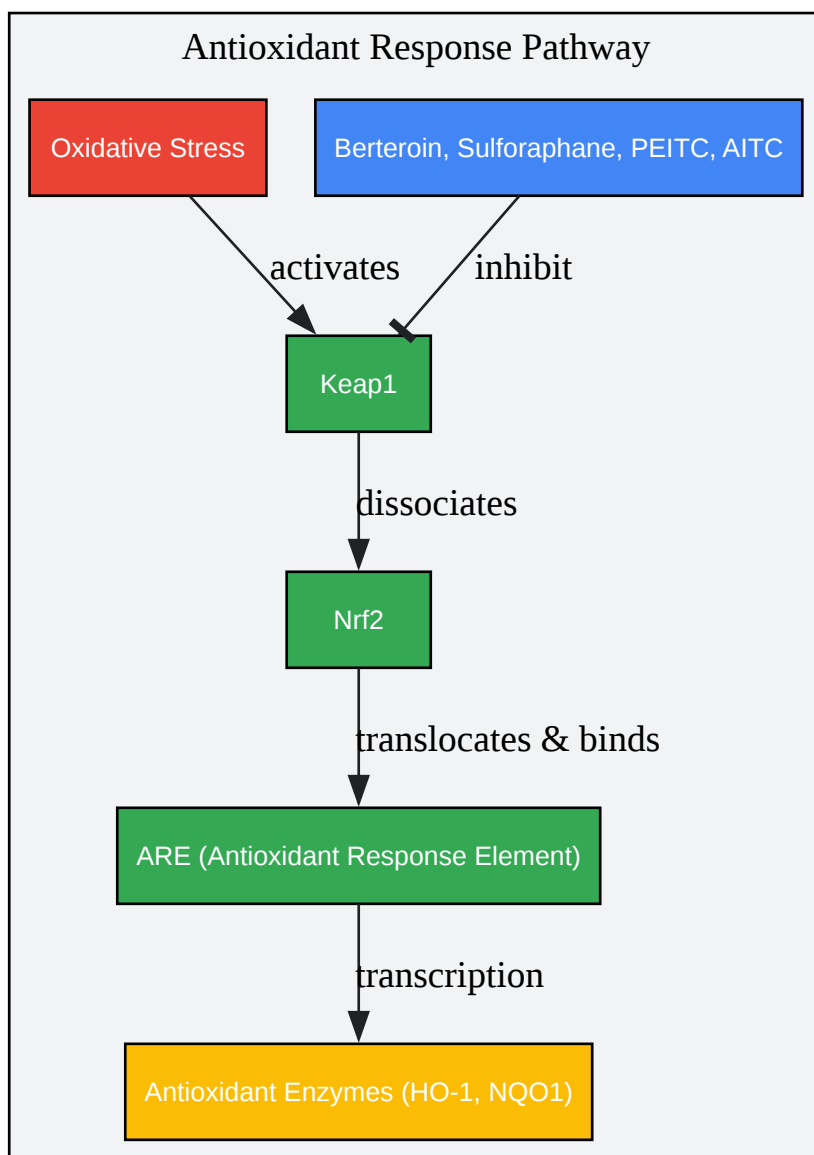 Antioxidant Response Pathway
Oxidative Stress
Berteroin, Sulforaphane, PEITC, AITC
activates
inhibit
Keap1
dissociates
Nrf2
translocates & binds
ARE (Antioxidant Response Element)
transcription
Antioxidant Enzymes (HO-1, NQO1)